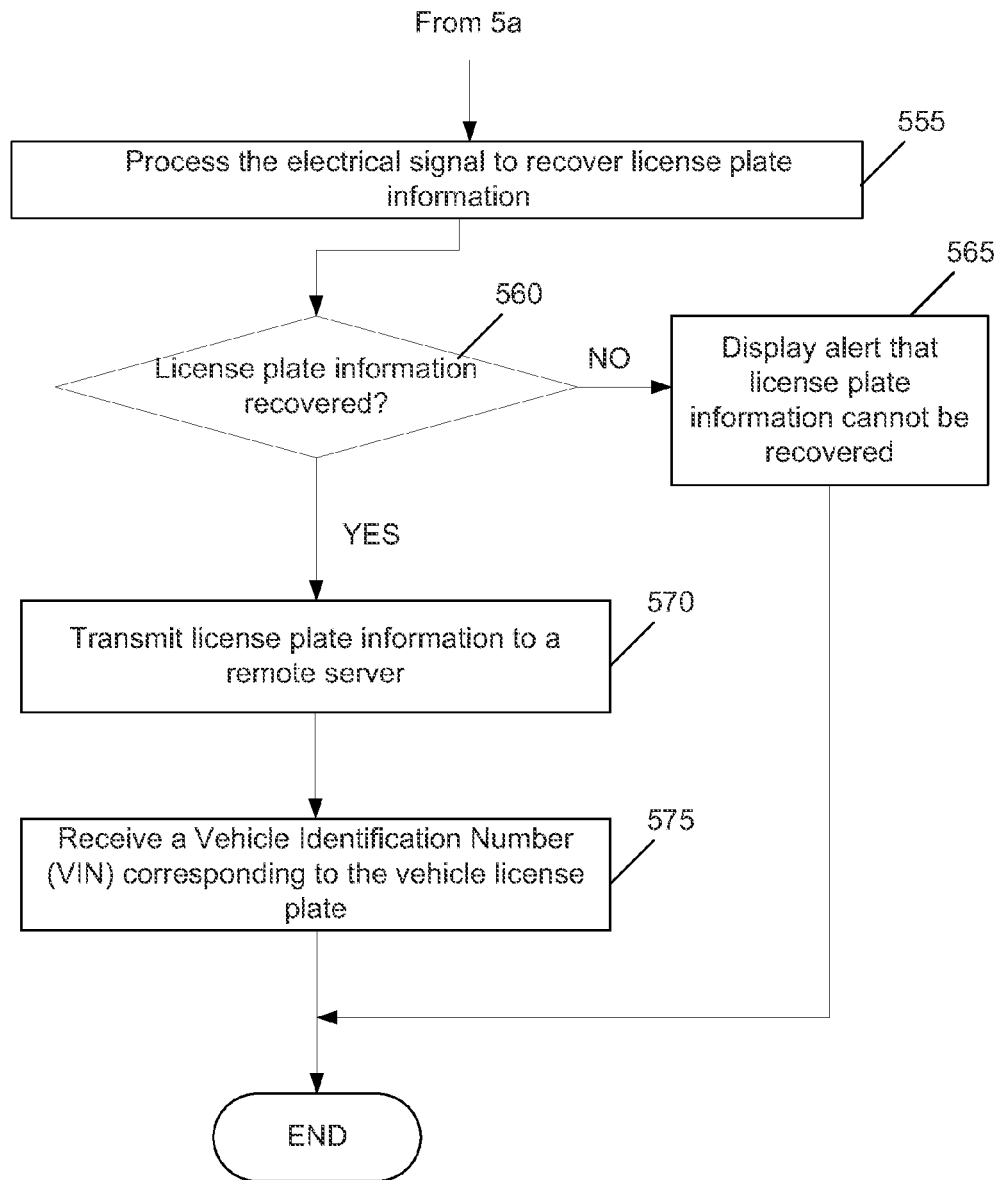 From 5a
555
Process the electrical signal to recover license plate
information
565
560
License plate information
recovered?
NO
Display alert that
license plate
information cannot be
recovered
YES
570
Transmit license plate information to a
remote server
575
Receive a Vehicle Identification Number
(VIN) corresponding to the vehicle license
plate
END